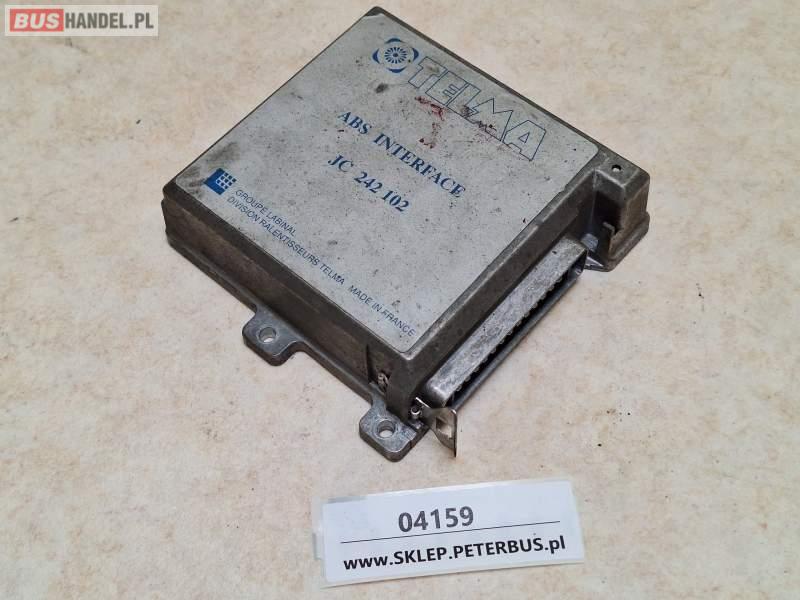 BUSHANDEL.PL
TELMA
ABS INTERFACE
JC 242 102
GROUPE LABINAL
DIVISION RALENTISSEURS TELMA MADE IN FRANCE
04159
www.SKLEP.PETERBUS.pl